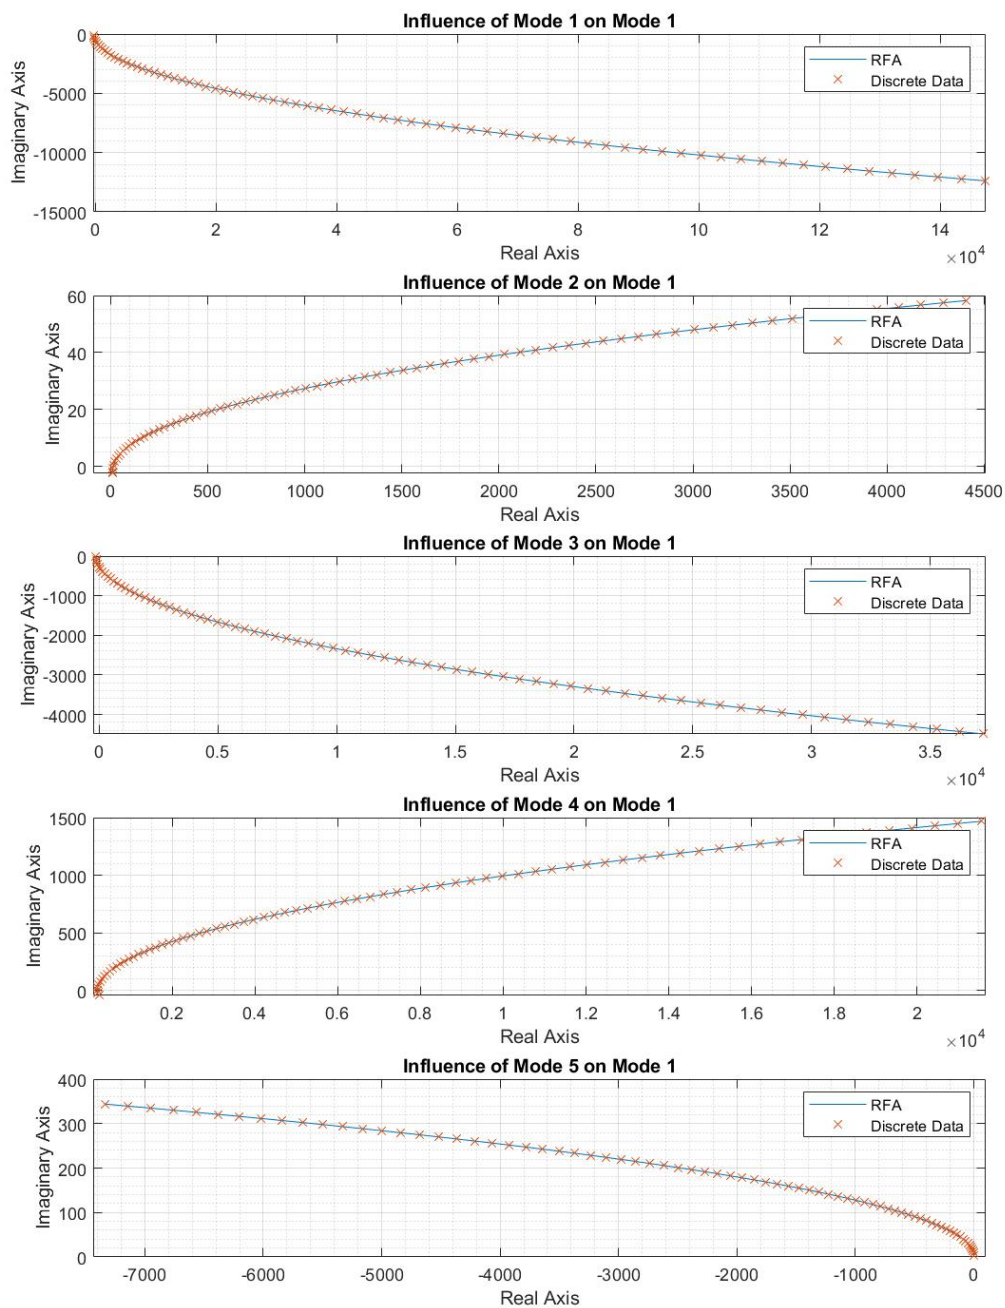 Influence of Mode 1 on Mode 1
0
-5000
-10000
-15000
Imaginary Axis
RFA
Discrete Data
0 2 4 6 8 10 12 14
Real Axis
×10⁴
Influence of Mode 2 on Mode 1
60
40
20
0
Imaginary Axis
RFA
Discrete Data
0 500 1000 1500 2000 2500 3000 3500 4000 4500
Real Axis
Influence of Mode 3 on Mode 1
0
-1000
-2000
-3000
-4000
Imaginary Axis
RFA
Discrete Data
0 0.5 1 1.5 2 2.5 3 3.5
Real Axis
×10⁴
Influence of Mode 4 on Mode 1
1500
1000
500
0
Imaginary Axis
RFA
Discrete Data
0.2 0.4 0.6 0.8 1 1.2 1.4 1.6 1.8 2
Real Axis
×10⁴
Influence of Mode 5 on Mode 1
400
300
200
100
0
Imaginary Axis
RFA
Discrete Data
-7000 -6000 -5000 -4000 -3000 -2000 -1000 0
Real Axis